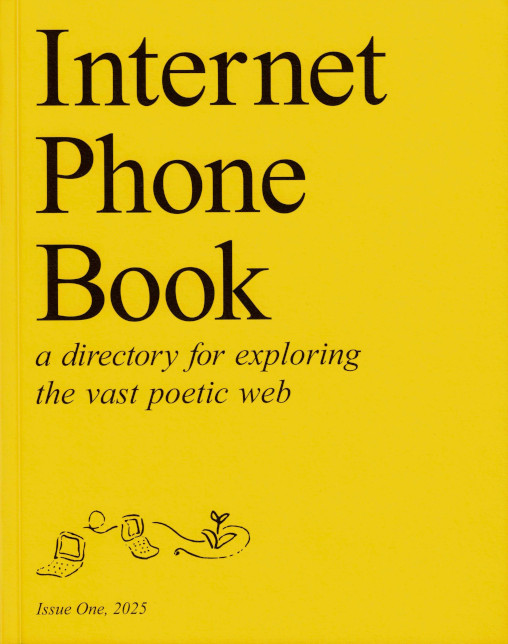 Internet
Phone
Book
a directory for exploring
the vast poetic web
Issue One, 2025